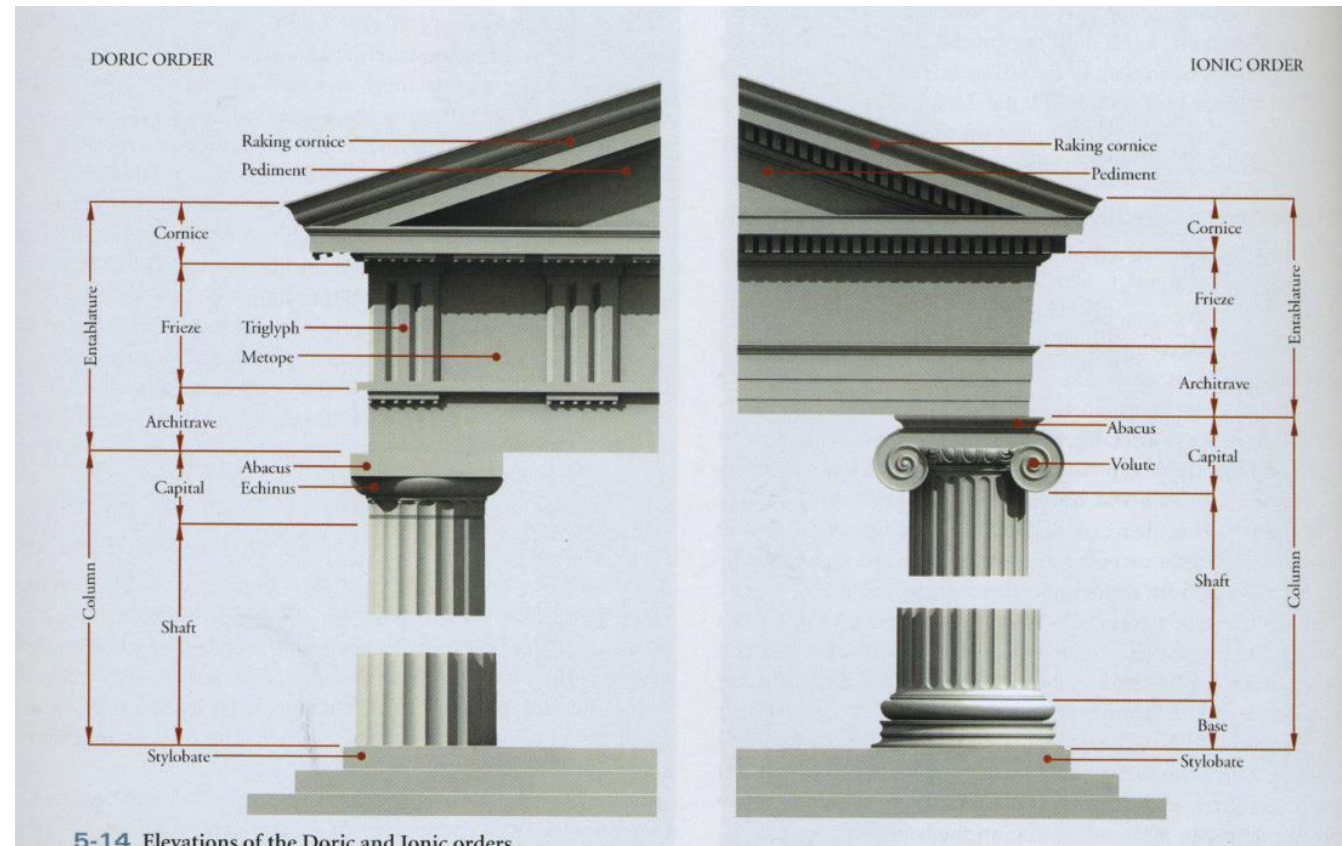 DORIC ORDER
Raking cornice
Pediment
Cornice
Entablature
Frieze
Triglyph
Metope
Architrave
Abacus
Capital
Echinus
Column
Shaft
Stylobate
IONIC ORDER
Raking cornice
Pediment
Cornice
Frieze
Entablature
Architrave
Abacus
Capital
Volute
Shaft
Column
Base
Stylobate
5-14 Elevations of the Doric and Ionic orders